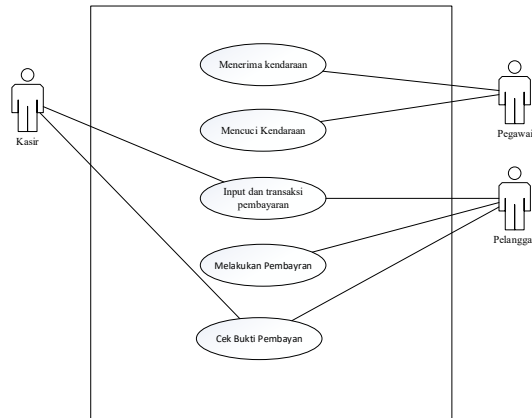 Menerima kendaraan
Kasir
Mencuci Kendaraan
Pegawai
Input dan transaksi
pembayaran
Melakukan Pembayran
Pelangga
Cek Bukti Pembayan